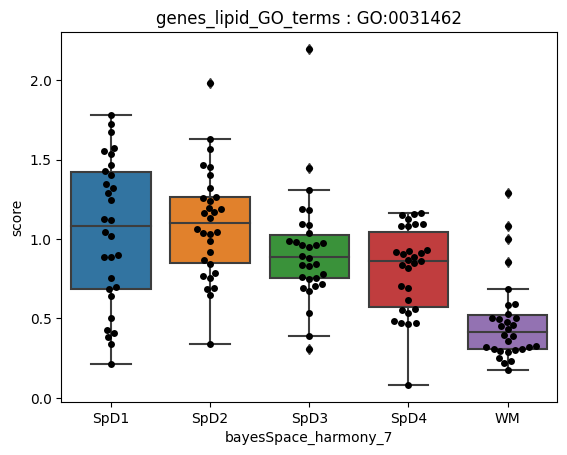 genes_lipid_GO_terms : GO:0031462
score
2.0
1.5
1.0
0.5
0.0
SpD1 SpD2 SpD3 SpD4 WM
bayesSpace_harmony_7